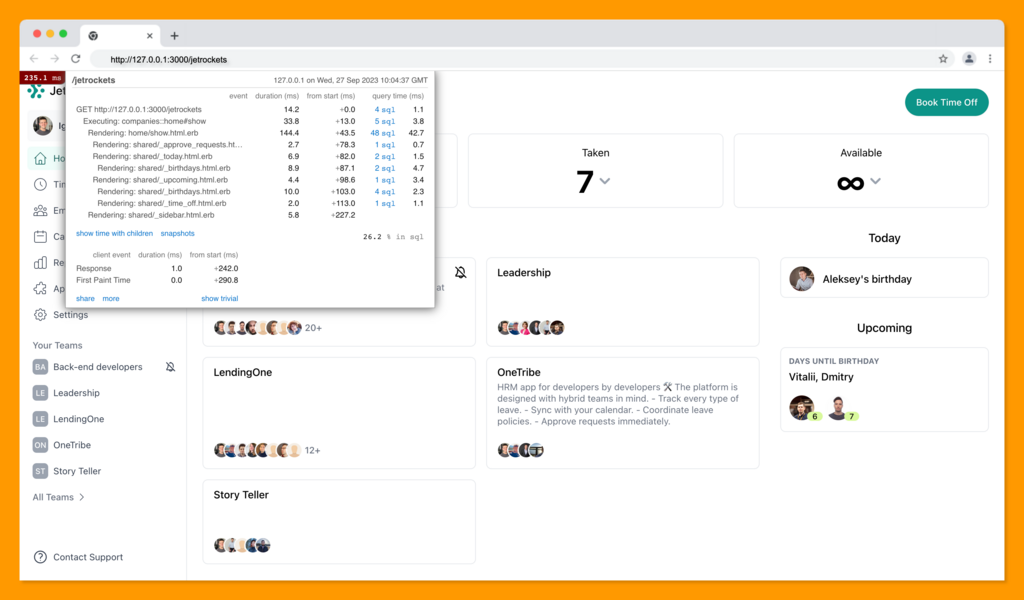 http://127.0.0.1:3000/jetrockets
235.1 ms
/jetrockets 127.0.0.1 on Wed, 27 Sep 2023 10:04:37 GMT
event duration (ms) from start (ms) query time (ms)
GET http://127.0.0.1:3000/jetrockets 14.2 +0.0 4 sql 1.1
Executing: companies::home#show 33.8 +13.0 5 sql 3.8
Rendering: home/show.html.erb 144.4 +43.5 48 sql 42.7
Rendering: shared/_approve_requests.ht... 2.7 +78.3 1 sql 0.7
Rendering: shared/_today.html.erb 6.9 +82.0 2 sql 1.5
Rendering: shared/_birthdays.html.erb 8.9 +87.1 2 sql 4.7
Rendering: shared/_upcoming.html.erb 4.4 +98.6 1 sql 3.4
Rendering: shared/_birthdays.html.erb 10.0 +103.0 4 sql 2.3
Rendering: shared/_time_off.html.erb 2.0 +113.0 1 sql 1.1
Rendering: shared/_sidebar.html.erb 5.8 +227.2
show time with children snapshots
26.2 % in sql
client event duration (ms) from start (ms)
Response 1.0 +242.0
First Paint Time 0.0 +290.8
share more show trivial
Jet
Ig
Ho
Tin
Em
Ca
Re
Ap
Settings
Your Teams
BA Back-end developers
LE Leadership
LE LendingOne
ON OneTribe
ST Story Teller
All Teams
Contact Support
Book Time Off
Taken
7
Available
∞
at
20+
Leadership
LendingOne
12+
OneTribe
HRM app for developers by developers 🛠 The platform is
designed with hybrid teams in mind. - Track every type of
leave. - Sync with your calendar. - Coordinate leave
policies. - Approve requests immediately.
Story Teller
Today
Aleksey's birthday
Upcoming
DAYS UNTIL BIRTHDAY
Vitalii, Dmitry
6 7